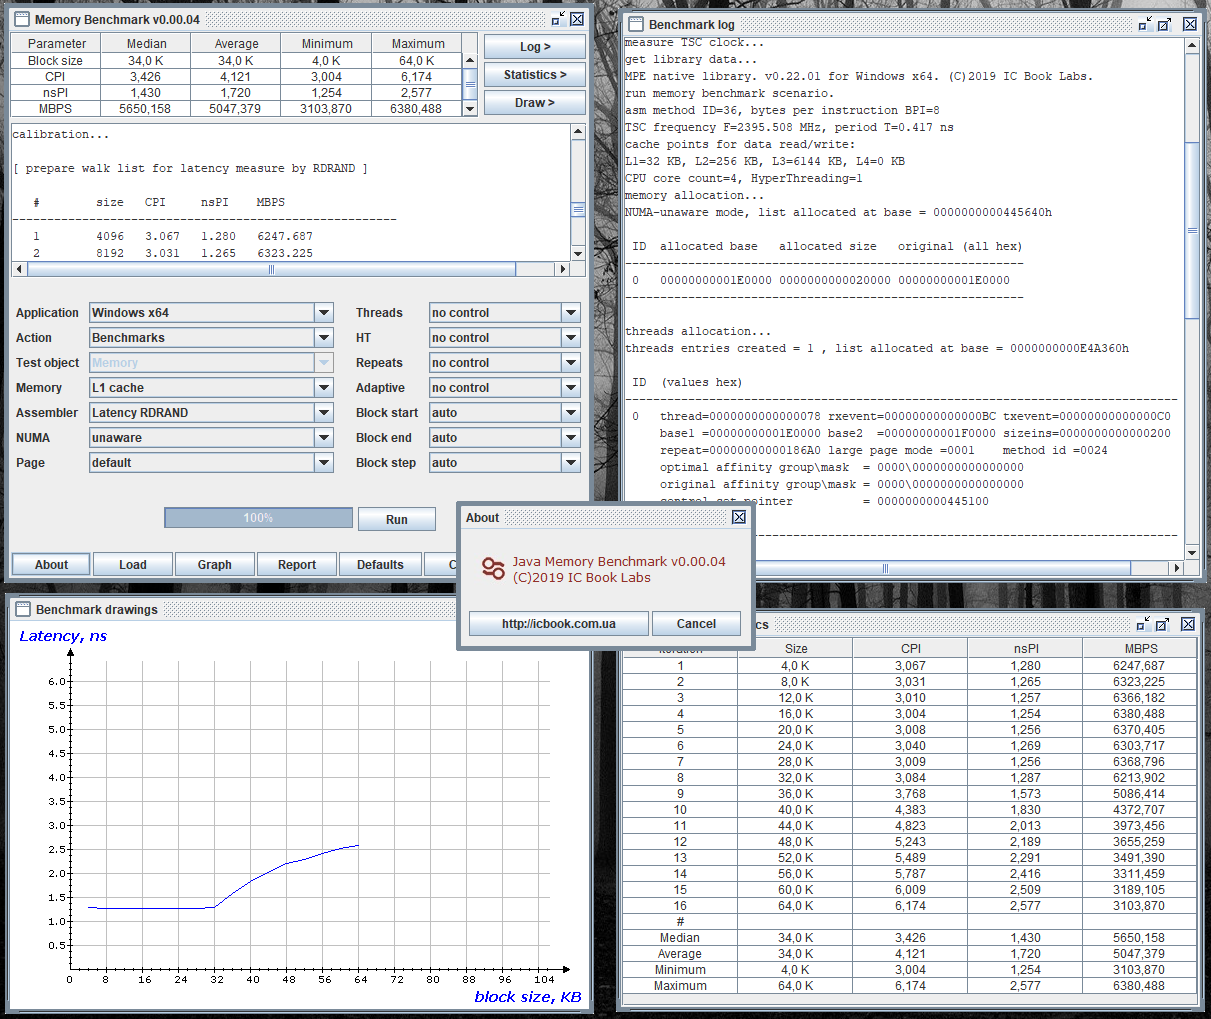 Memory Benchmark v0.00.04
Parameter Median Average Minimum Maximum
Block size 34,0 K 34,0 K 4,0 K 64,0 K
CPI 3,426 4,121 3,004 6,174
nsPI 1,430 1,720 1,254 2,577
MBPS 5650,158 5047,379 3103,870 6380,488
Log >
Statistics >
Draw >
calibration...
[ prepare walk list for latency measure by RDRAND ]
# size CPI nsPI MBPS
1 4096 3.067 1.280 6247.687
2 8192 3.031 1.265 6323.225
Application Windows x64 Threads no control
Action Benchmarks HT no control
Test object Memory Repeats no control
Memory L1 cache Adaptive no control
Assembler Latency RDRAND Block start auto
NUMA unaware Block end auto
Page default Block step auto
100% Run
About Load Graph Report Defaults C
Benchmark log
measure TSC clock...
get library data...
MPE native library. v0.22.01 for Windows x64. (C)2019 IC Book Labs.
run memory benchmark scenario.
asm method ID=36, bytes per instruction BPI=8
TSC frequency F=2395.508 MHz, period T=0.417 ns
cache points for data read/write:
L1=32 KB, L2=256 KB, L3=6144 KB, L4=0 KB
CPU core count=4, HyperThreading=1
memory allocation...
NUMA-unaware mode, list allocated at base = 0000000000445640h
ID allocated base allocated size original (all hex)
0 00000000001E0000 0000000000020000 00000000001E0000
threads allocation...
threads entries created = 1 , list allocated at base = 0000000000E4A360h
ID (values hex)
0 thread=0000000000000078 rxevent=00000000000000BC txevent=00000000000000C0
base1 =00000000001E0000 base2 =00000000001F0000 sizeins=0000000000000200
repeat=00000000000186A0 large page mode =0001 method id =0024
optimal affinity group\mask = 0000\0000000000000000
original affinity group\mask = 0000\0000000000000000
control set pointer = 0000000000445100
About
Java Memory Benchmark v0.00.04
(C)2019 IC Book Labs
http://icbook.com.ua Cancel
Benchmark drawings
Latency, ns
6.0
5.5
5.0
4.5
4.0
3.5
3.0
2.5
2.0
1.5
1.0
0.5
0 8 16 24 32 40 48 56 64 72 80 88 96 104
block size, KB
cs
Iteration Size CPI nsPI MBPS
1 4,0 K 3,067 1,280 6247,687
2 8,0 K 3,031 1,265 6323,225
3 12,0 K 3,010 1,257 6366,182
4 16,0 K 3,004 1,254 6380,488
5 20,0 K 3,008 1,256 6370,405
6 24,0 K 3,040 1,269 6303,717
7 28,0 K 3,009 1,256 6368,796
8 32,0 K 3,084 1,287 6213,902
9 36,0 K 3,768 1,573 5086,414
10 40,0 K 4,383 1,830 4372,707
11 44,0 K 4,823 2,013 3973,456
12 48,0 K 5,243 2,189 3655,259
13 52,0 K 5,489 2,291 3491,390
14 56,0 K 5,787 2,416 3311,459
15 60,0 K 6,009 2,509 3189,105
16 64,0 K 6,174 2,577 3103,870
#
Median 34,0 K 3,426 1,430 5650,158
Average 34,0 K 4,121 1,720 5047,379
Minimum 4,0 K 3,004 1,254 3103,870
Maximum 64,0 K 6,174 2,577 6380,488